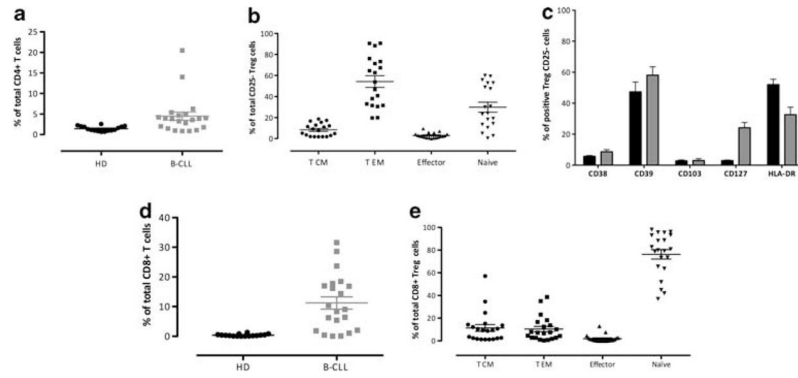 a
% of total CD4+ T cells
25
20
15
10
5
0
HD
B-CLL
b
% of total CD25- Treg cells
100
80
60
40
20
0
T CM
T EM
Effector
Naive
c
% of positive Treg CD25- cells
100
80
60
40
20
0
CD38
CD39
CD103
CD127
HLA-DR
d
% of total CD8+ T cells
40
30
20
10
0
HD
B-CLL
e
% of total CD8+ Treg cells
100
80
60
40
20
0
T CM
T EM
Effector
Naive